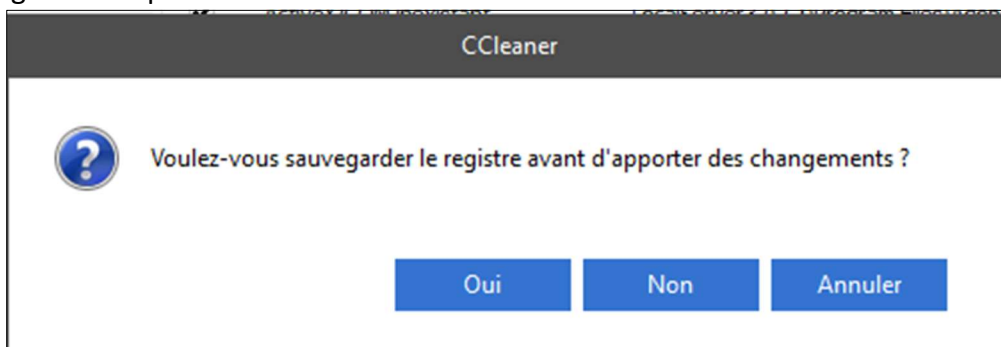 CCleaner
Voulez-vous sauvegarder le registre avant d'apporter des changements ?
Oui Non Annuler